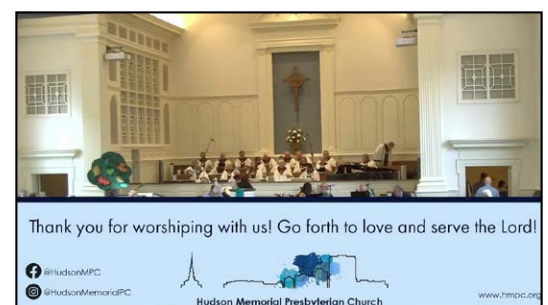 Thank you for worshiping with us! Go forth to love and serve the Lord!
@HudsonMPC
@HudsonMemorialPC
Hudson Memorial Presbyterian Church
www.hmpc.org